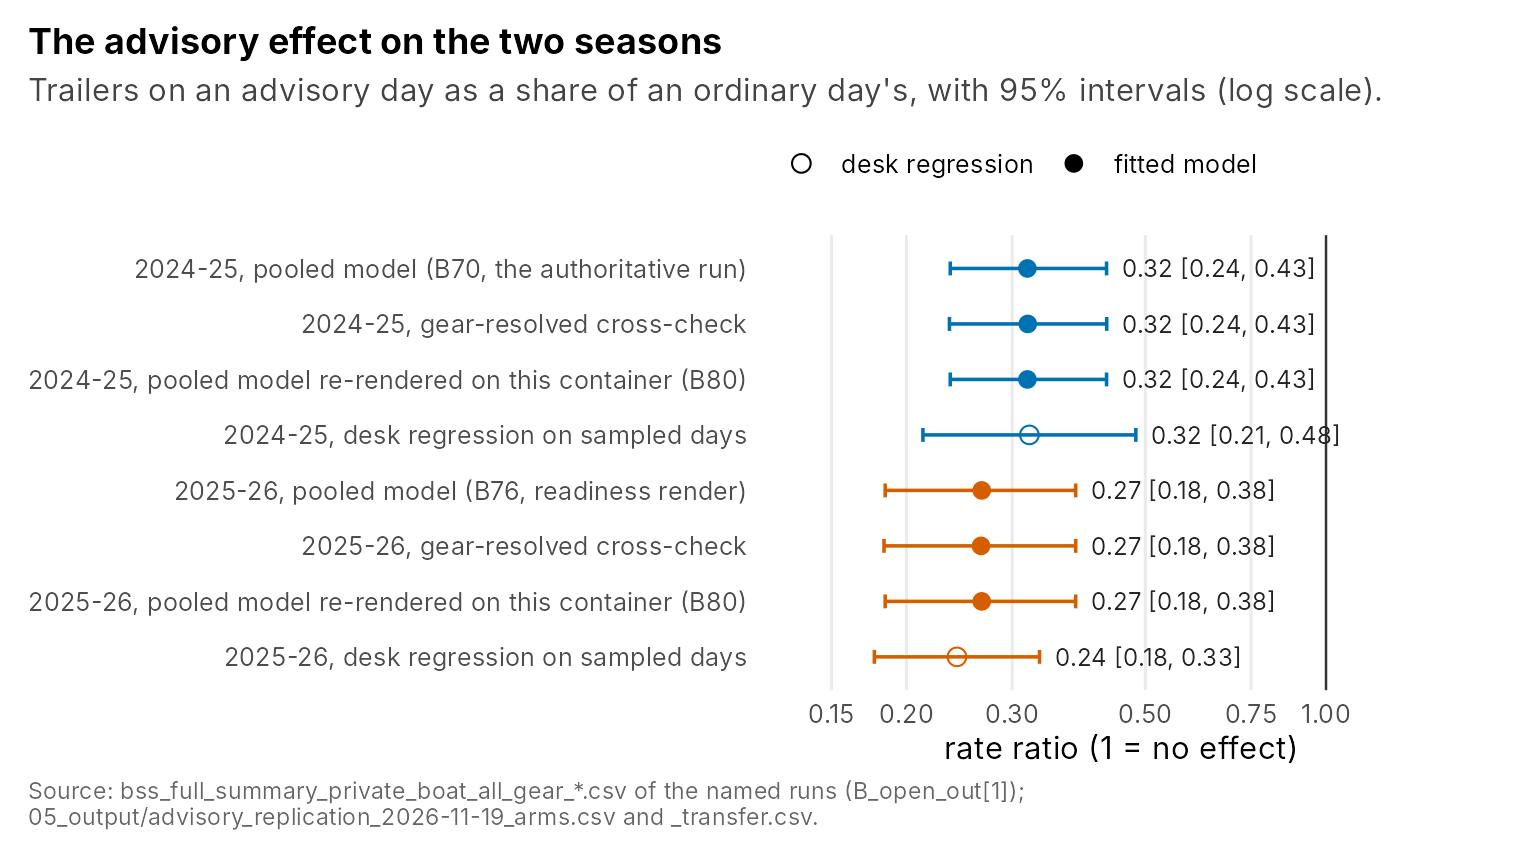 The advisory effect on the two seasons
Trailers on an advisory day as a share of an ordinary day's, with 95% intervals (log scale).
desk regression
fitted model
2024-25, pooled model (B70, the authoritative run) 0.32 [0.24, 0.43]
2024-25, gear-resolved cross-check 0.32 [0.24, 0.43]
2024-25, pooled model re-rendered on this container (B80) 0.32 [0.24, 0.43]
2024-25, desk regression on sampled days 0.32 [0.21, 0.48]
2025-26, pooled model (B76, readiness render) 0.27 [0.18, 0.38]
2025-26, gear-resolved cross-check 0.27 [0.18, 0.38]
2025-26, pooled model re-rendered on this container (B80) 0.27 [0.18, 0.38]
2025-26, desk regression on sampled days 0.24 [0.18, 0.33]
0.15 0.20 0.30 0.50 0.75 1.00
rate ratio (1 = no effect)
Source: bss_full_summary_private_boat_all_gear_*.csv of the named runs (B_open_out[1]);
05_output/advisory_replication_2026-11-19_arms.csv and _transfer.csv.